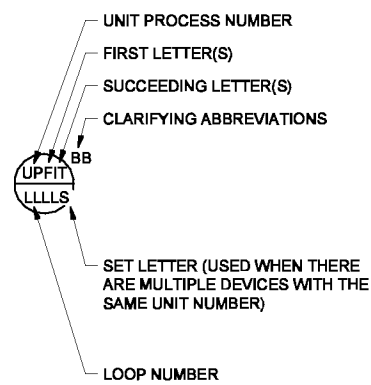 UNIT PROCESS NUMBER
FIRST LETTER(S)
SUCCEEDING LETTER(S)
CLARIFYING ABBREVIATIONS
BB
UPFIT
LLLLS
SET LETTER (USED WHEN THERE
ARE MULTIPLE DEVICES WITH THE
SAME UNIT NUMBER)
LOOP NUMBER